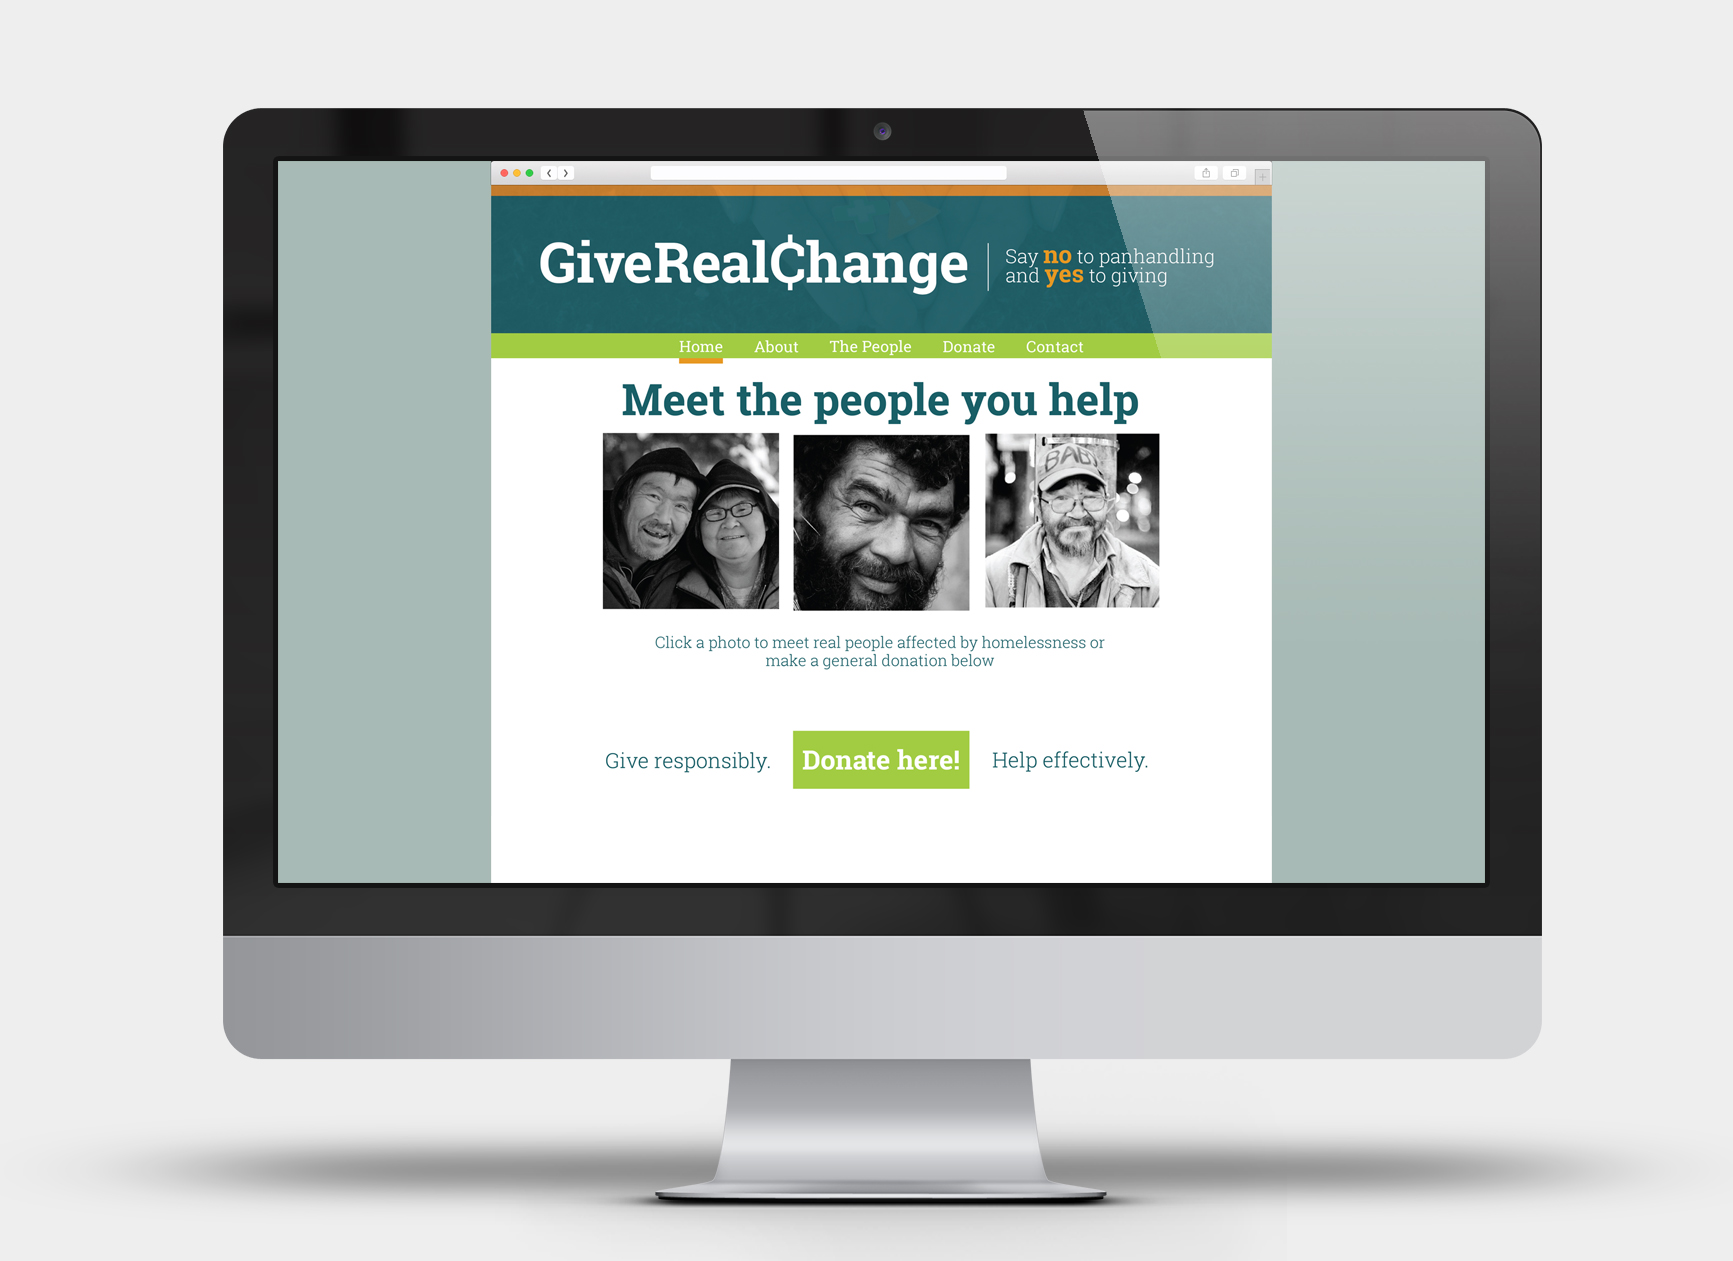 GiveReal₵hange
Say no to panhandling
and yes to giving
Home About The People Donate Contact
Meet the people you help
BABY
Click a photo to meet real people affected by homelessness or
make a general donation below
Give responsibly. Donate here! Help effectively.